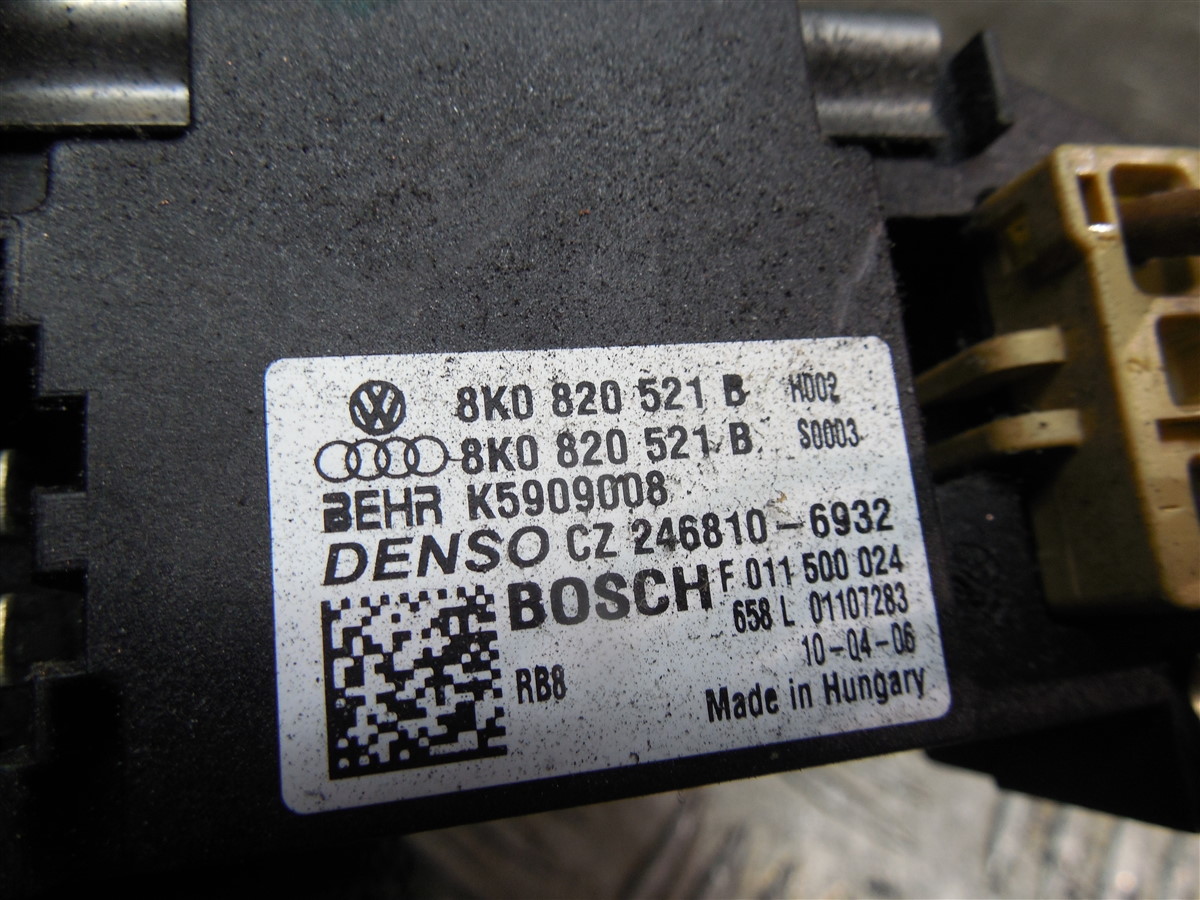 VW 8K0 820 521 B H002
8K0 820 521 B S0003
BEHR K5909008
DENSO CZ 246810-6932
BOSCH F 011 500 024
658 L 01107283
10-04-06
RB8
Made in Hungary